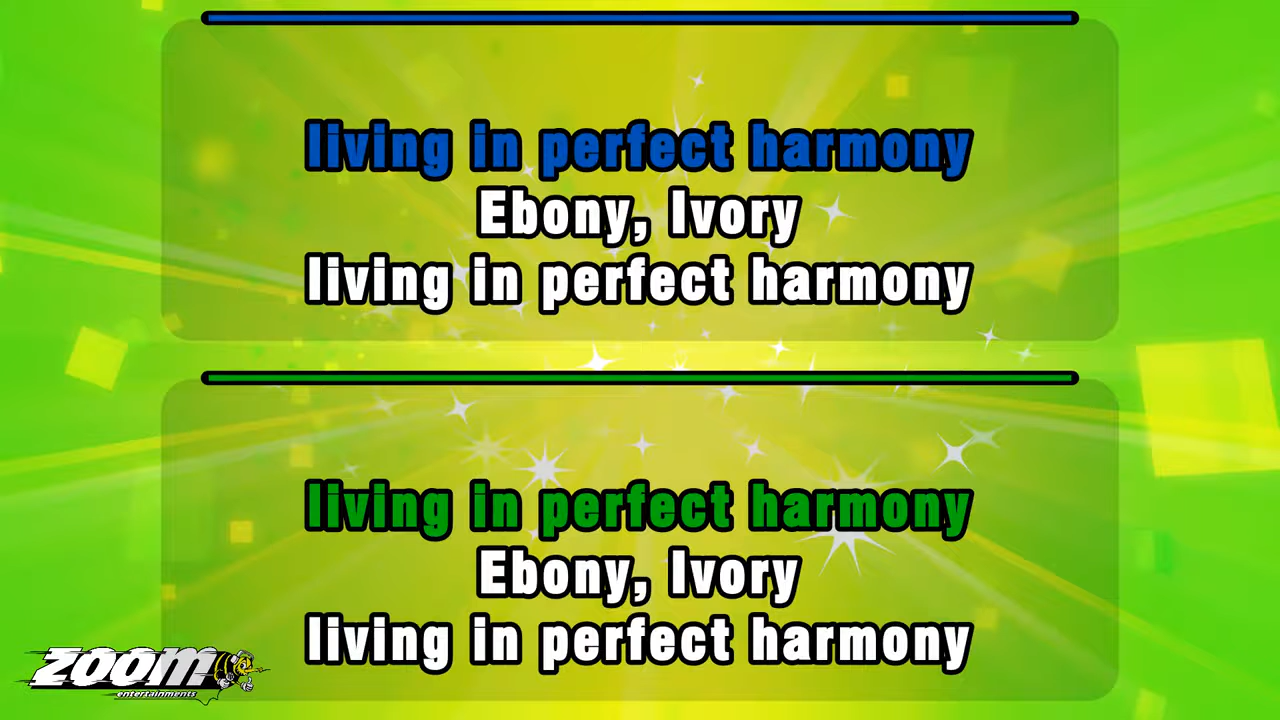 living in perfect harmony
Ebony, Ivory
living in perfect harmony
living in perfect harmony
Ebony, Ivory
living in perfect harmony
ZOOM
entertainments